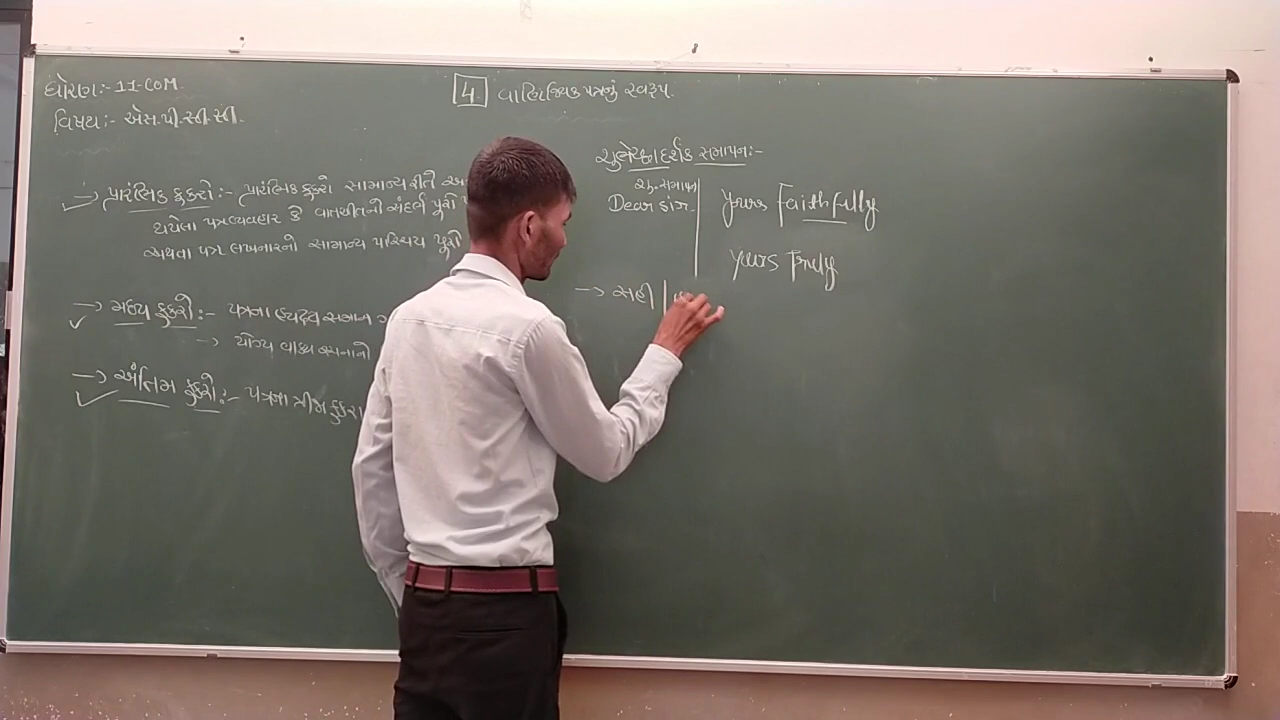 ધોરણ:- 11-COM.
વિષય:- એસ.પી.સી.સી.
4. વાણિજ્યિક પત્રનું સ્વરૂપ.
-> પ્રારંભિક ફકરો:- પ્રારંભિક ફકરો સામાન્ય રીતે
થયેલા પત્રવ્યવહાર કે વાતચીતનો સંદર્ભ પૂરો
અથવા પત્ર લખનારનો સામાન્ય પરિચય પૂરો
-> મધ્ય ફકરો:- પત્રના હૃદય સમાન
-> યોગ્ય વાક્ય રચનાનો
-> અંતિમ ફકરો:- પત્રના ત્રીજા ફકરા
શુભેચ્છાદર્શક સમાપન:-
Dear sir. yours Faithfully
yours Truly
-> સહી |